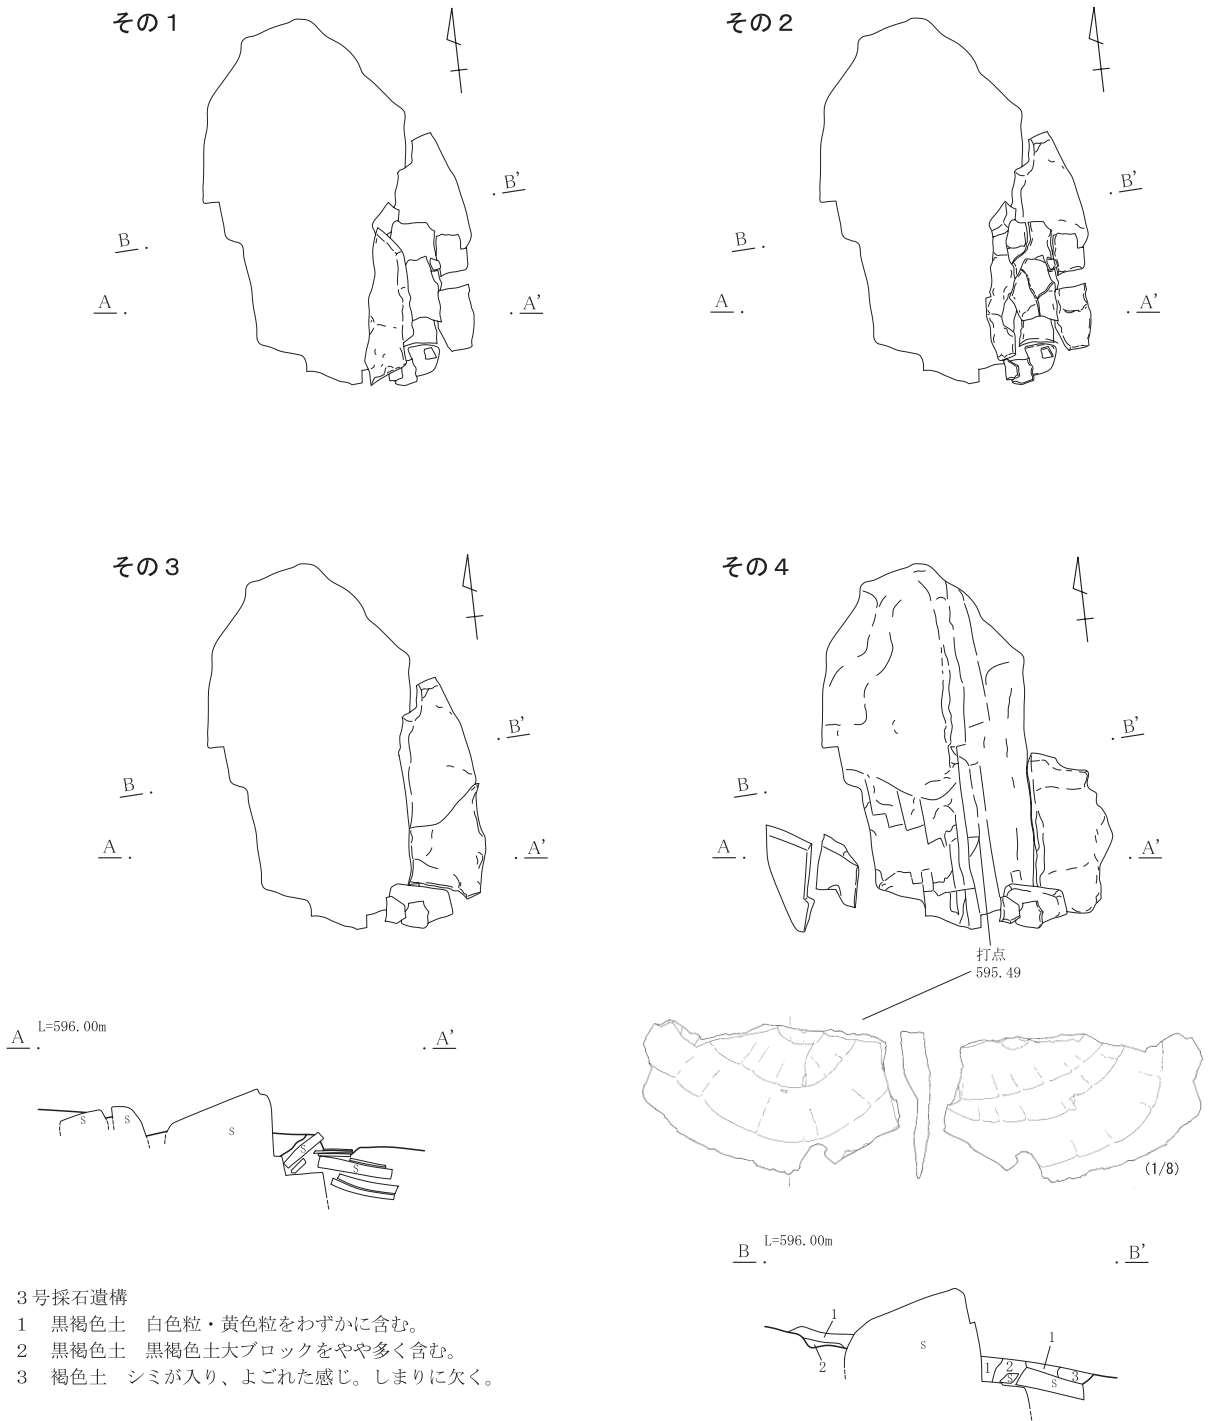 その１
その２
B'
B'
B
B
A
A'
A
A'
その３
その４
B'
B'
B
B
A
A'
A
A'
打点
595.49
A
L=596.00m
A'
S
S
S
S
S
(1/8)
B
L=596.00m
B'
1
2
S
1
1
2
3
S
S
３号採石遺構
１　黒褐色土　白色粒・黄色粒をわずかに含む。
２　黒褐色土　黒褐色土大ブロックをやや多く含む。
３　褐色土　シミが入り、よごれた感じ。しまりに欠く。